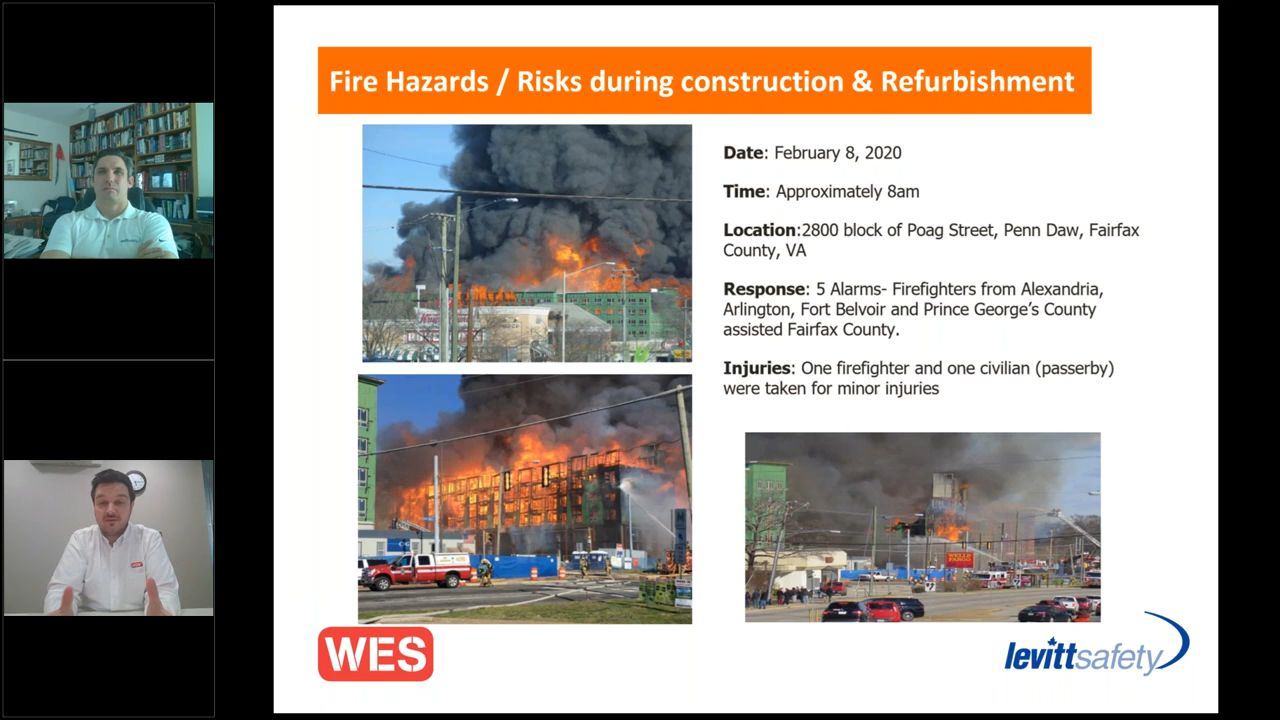 Fire Hazards / Risks during construction & Refurbishment
Date: February 8, 2020
Time: Approximately 8am
Location:2800 block of Poag Street, Penn Daw, Fairfax
County, VA
Response: 5 Alarms- Firefighters from Alexandria,
Arlington, Fort Belvoir and Prince George's County
assisted Fairfax County.
Injuries: One firefighter and one civilian (passerby)
were taken for minor injuries
WELLS
FARGO
WES
levittsafety